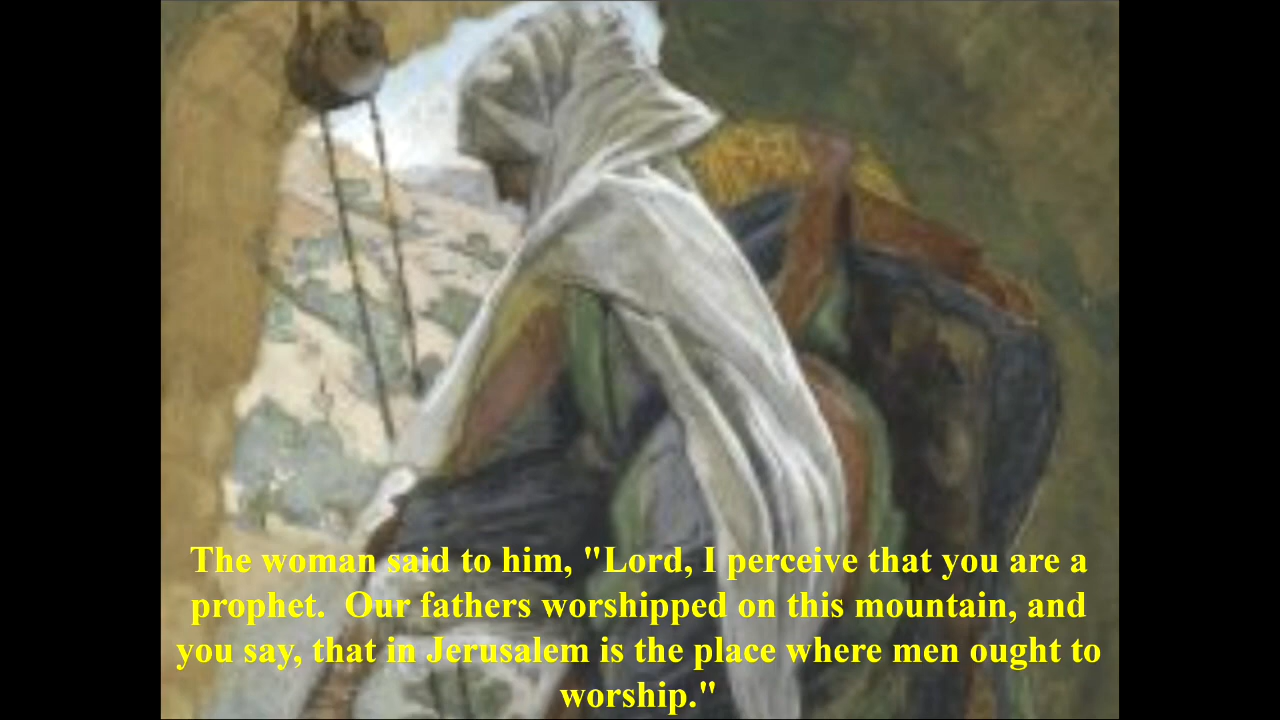 The woman said to him, "Lord, I perceive that you are a
prophet.  Our fathers worshipped on this mountain, and
you say, that in Jerusalem is the place where men ought to
worship."